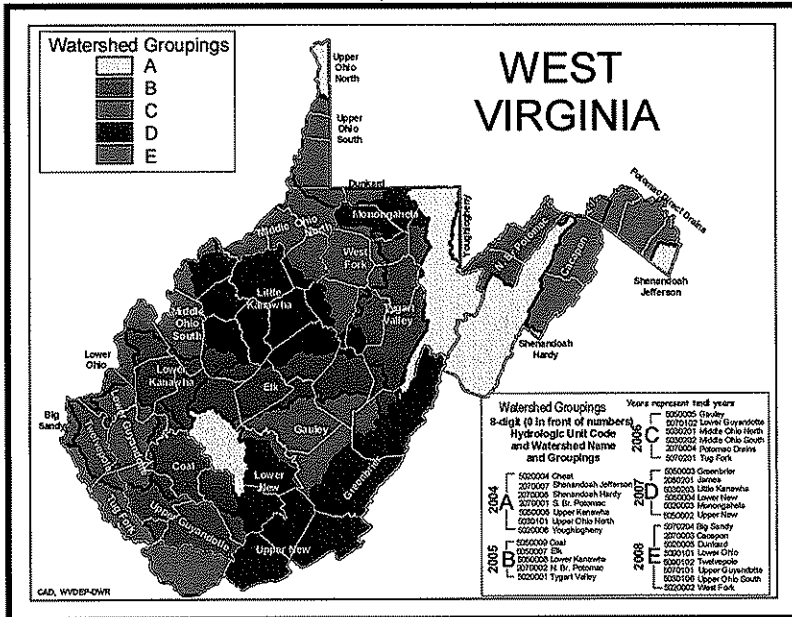 Watershed Groupings
A
B
C
D
E
WEST
VIRGINIA
Upper
Ohio
North
Upper
Ohio
South
Dunkard
Monongahela
Youghiogheny
Middle Ohio
North
West
Fork
N. B. Potomac
Cacapon
Potomac Direct Drains
Shenandoah
Jefferson
Shenandoah
Hardy
Little
Kanawha
Tygart
Valley
Middle
Ohio
South
Lower
Ohio
Lower
Kanawha
Elk
Big
Sandy
Twelvepole
Lower Guyandotte
Gauley
Coal
Tug Fork
Upper Guyandotte
Lower
New
Greenbrier
Upper New
Watershed Groupings
8-digit (0 in front of numbers)
Hydrologic Unit Code
and Watershed Name
and Groupings
2004
A
5020004 Cheat
2070007 Shenandoah Jefferson
2070006 Shenandoah Hardy
2070001 S. Br. Potomac
5050006 Upper Kanawha
5030101 Upper Ohio North
5020006 Youghiogheny
2005
B
5050009 Coal
5050007 Elk
5050008 Lower Kanawha
2070002 N. Br. Potomac
5020001 Tygart Valley
Years represent tmdl years
2006
C
5050005 Gauley
5070102 Lower Guyandotte
5030201 Middle Ohio North
5030202 Middle Ohio South
2070004 Potomac Drains
5070201 Tug Fork
2007
D
5050003 Greenbrier
2080201 James
5030203 Little Kanawha
5050004 Lower New
5020003 Monongahela
5050002 Upper New
2008
E
5070204 Big Sandy
2070003 Cacapon
5020005 Dunkard
5090101 Lower Ohio
5090102 Twelvepole
5070101 Upper Guyandotte
5030106 Upper Ohio South
5020002 West Fork
CAD, WVDEP-DWR